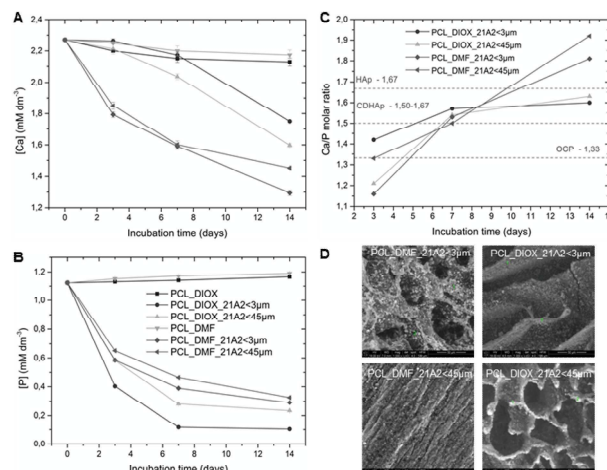 A
2,4
2,2
2,0
1,8
1,6
1,4
1,2
[Ca] (mM dm-3)
0 2 4 6 8 10 12 14
Incubation time (days)
B
1,2
1,0
0,8
0,6
0,4
0,2
0,0
[P] (mM dm-3)
PCL_DIOX
PCL_DIOX_21A2<3μm
PCL_DIOX_21A2<45μm
PCL_DMF
PCL_DMF_21A2<3μm
PCL_DMF_21A2<45μm
0 2 4 6 8 10 12 14
Incubation time (days)
C
2,0
1,9
1,8
1,7
1,6
1,5
1,4
1,3
1,2
1,1
Ca/P molar ratio
PCL_DIOX_21A2<3μm
PCL_DIOX_21A2<45μm
PCL_DMF_21A2<3μm
PCL_DMF_21A2<45μm
HAp - 1,67
CDHAp - 1,50-1,67
OCP - 1,33
2 3 4 5 6 7 8 9 10 11 12 13 14 15
Incubation time (days)
D
PCL_DMF_21A2<3μm
PCL_DIOX_21A2<3μm
PCL_DMF_21A2<45μm
PCL_DIOX_21A2<45μm